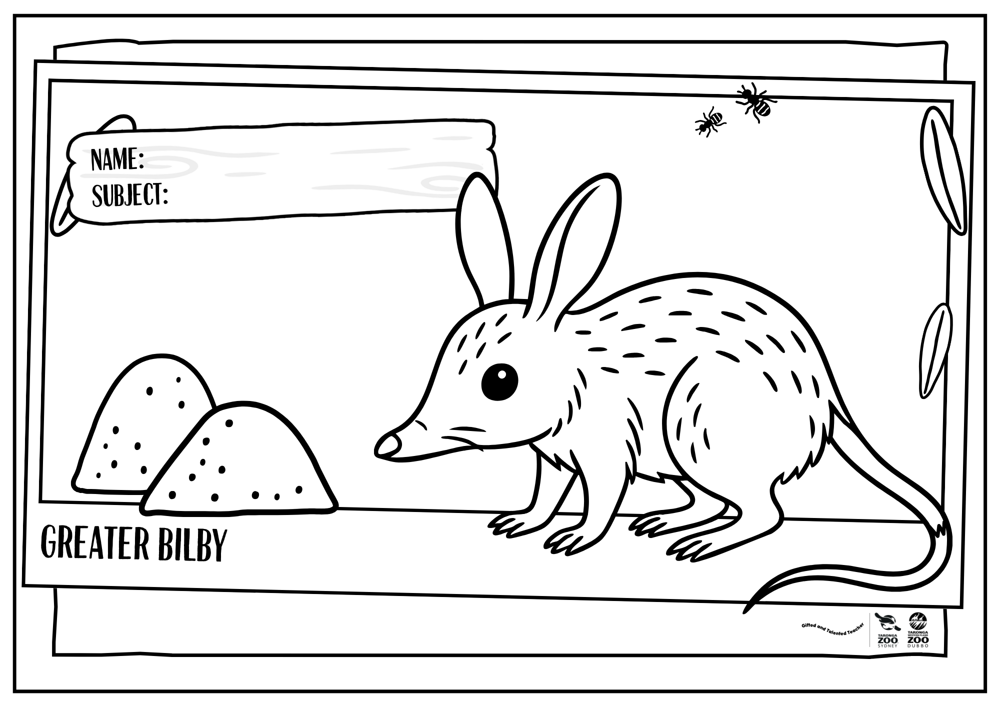 NAME:
SUBJECT:
GREATER BILBY
Gifted and Talented Teacher
TARONGA
ZOO
SYDNEY
TARONGA
WESTERN PLAINS
ZOO
DUBBO